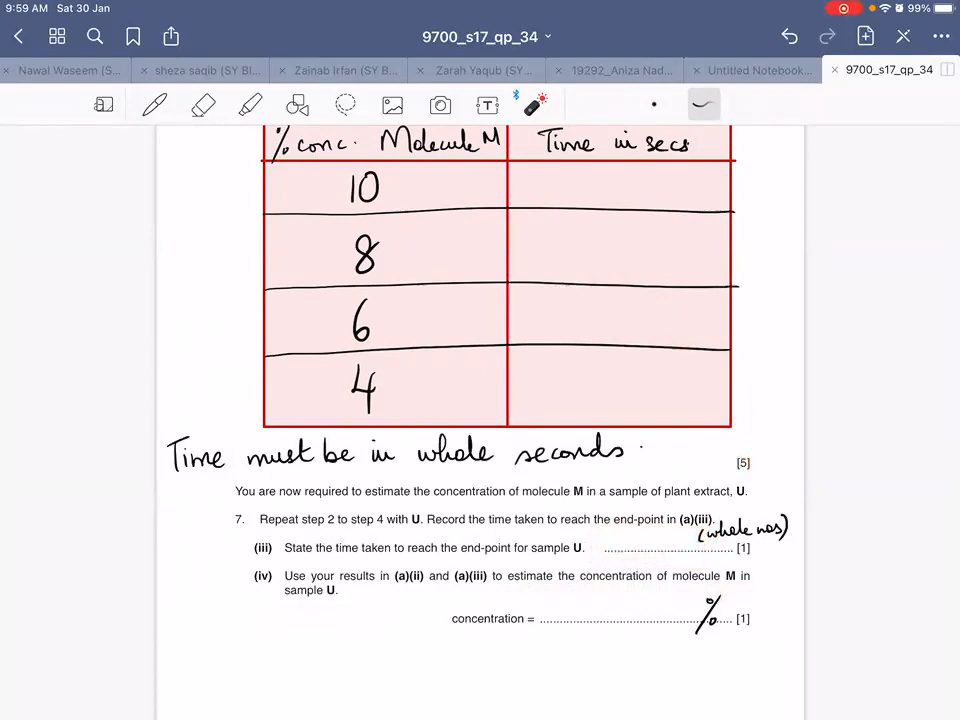 9:59 AM Sat 30 Jan
99%
9700_s17_qp_34
Nawal Waseem (S...
sheza saqib (SY Bl...
Zainab Irfan (SY B...
Zarah Yaqub (SY...
19292_Aniza Nad...
Untitled Notebook...
9700_s17_qp_34
% conc. Molecule M Time in secs
10
8
6
4
Time must be in whole seconds.
[5]
You are now required to estimate the concentration of molecule M in a sample of plant extract, U.
7. Repeat step 2 to step 4 with U. Record the time taken to reach the end-point in (a)(iii).
(whole nos)
(iii) State the time taken to reach the end-point for sample U. ........................................ [1]
(iv) Use your results in (a)(ii) and (a)(iii) to estimate the concentration of molecule M in
sample U.
concentration = ............................................... % [1]